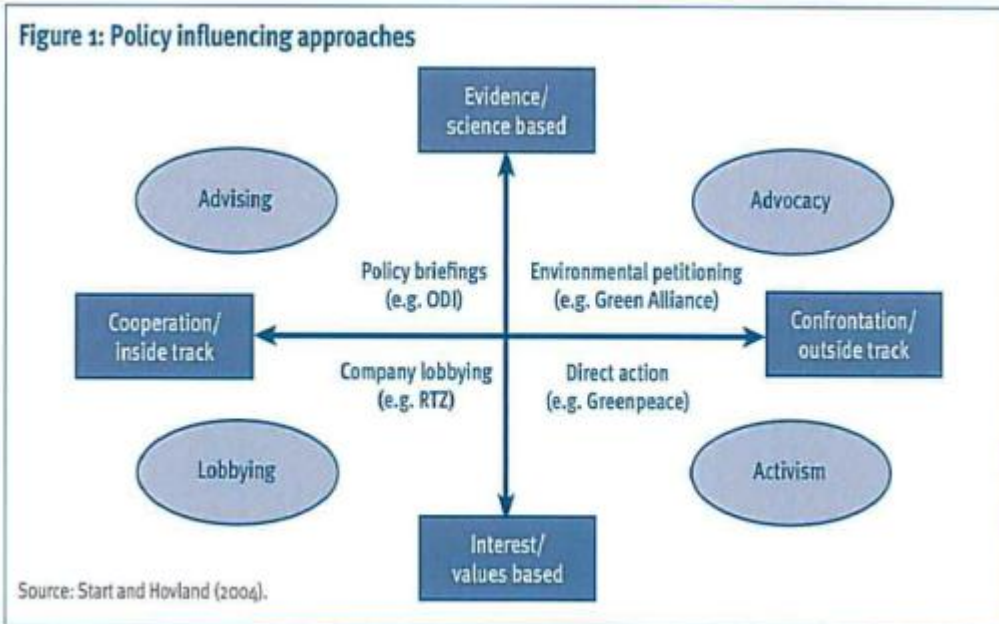 Figure 1: Policy influencing approaches
Evidence/
science based
Advising
Advocacy
Policy briefings
(e.g. ODI)
Environmental petitioning
(e.g. Green Alliance)
Cooperation/
inside track
Confrontation/
outside track
Company lobbying
(e.g. RTZ)
Direct action
(e.g. Greenpeace)
Lobbying
Activism
Interest/
values based
Source: Start and Hovland (2004).